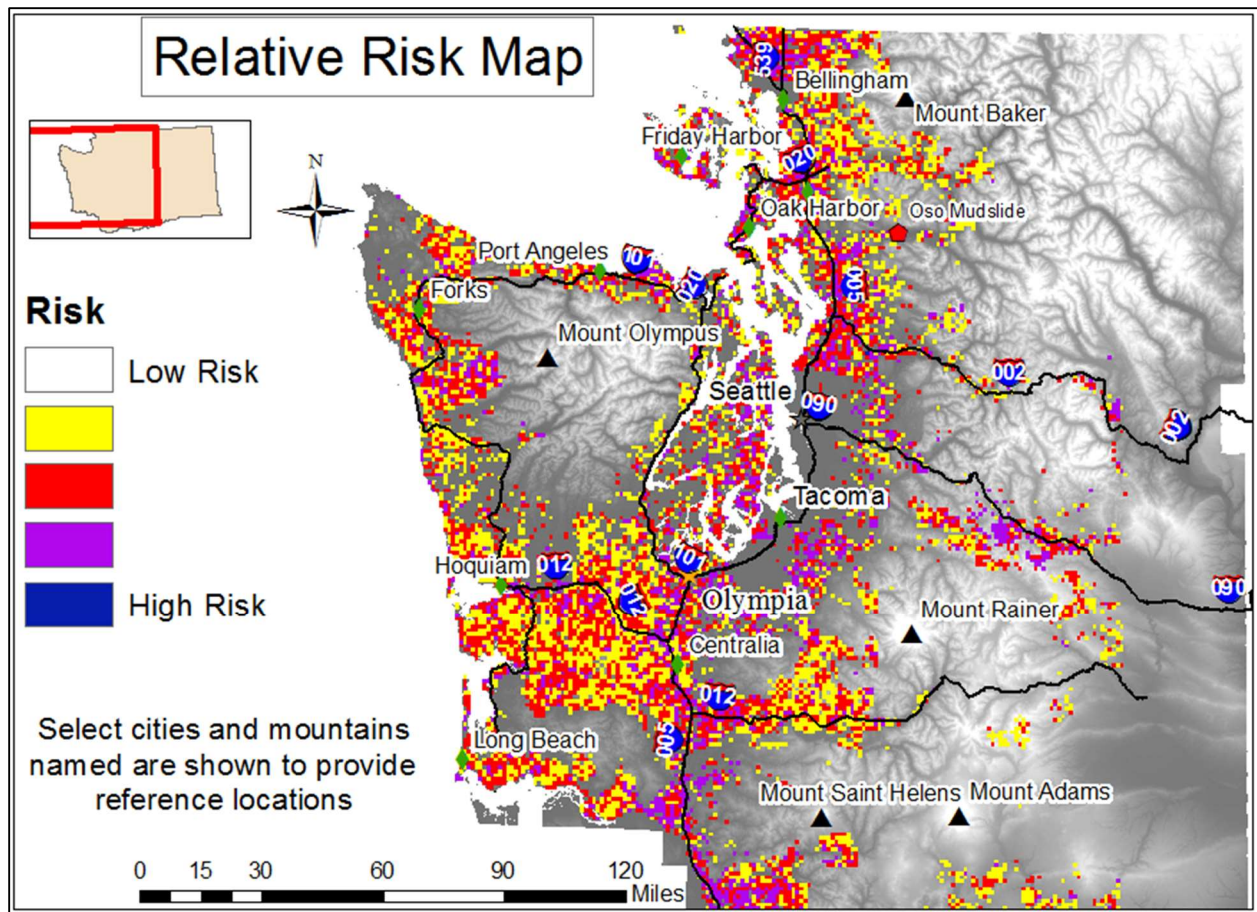 Relative Risk Map
539
Bellingham
Mount Baker
Friday Harbor
020
N
Oak Harbor
Oso Mudslide
Port Angeles
101
020
005
Forks
Risk
Mount Olympus
Low Risk
002
Seattle
090
002
Tacoma
Hoquiam
012
101
090
High Risk
012
Olympia
Mount Rainer
Centralia
012
Select cities and mountains
named are shown to provide
reference locations
005
Long Beach
Mount Saint Helens
Mount Adams
0 15 30 60 90 120
Miles